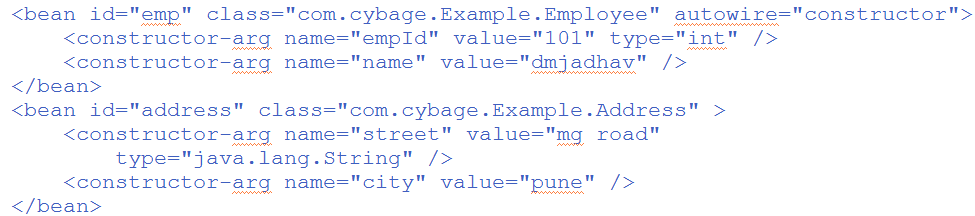 <bean id="emp" class="com.cybage.Example.Employee" autowire="constructor">
    <constructor-arg name="empId" value="101" type="int" />
    <constructor-arg name="name" value="dmjadhav" />
</bean>
<bean id="address" class="com.cybage.Example.Address" >
    <constructor-arg name="street" value="mg road"
        type="java.lang.String" />
    <constructor-arg name="city" value="pune" />
</bean>